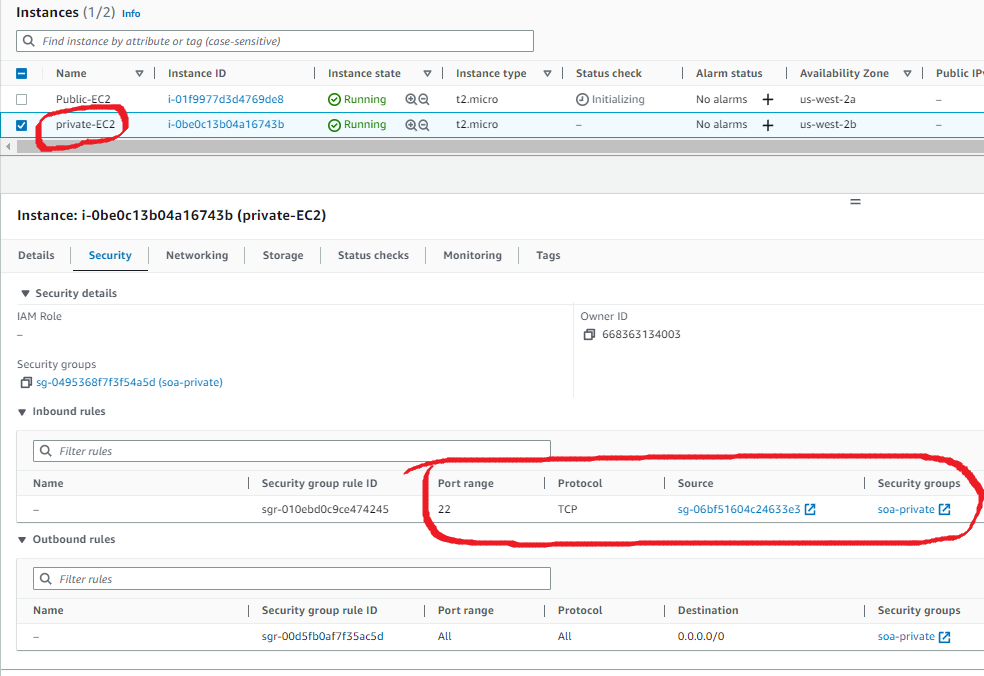 Instances (1/2) Info
Find instance by attribute or tag (case-sensitive)
Name Instance ID Instance state Instance type Status check Alarm status Availability Zone Public IPv
Public-EC2 i-01f9977d3d4769de8 Running t2.micro Initializing No alarms + us-west-2a –
private-EC2 i-0be0c13b04a16743b Running t2.micro – No alarms + us-west-2b –
Instance: i-0be0c13b04a16743b (private-EC2)
Details Security Networking Storage Status checks Monitoring Tags
Security details
IAM Role Owner ID
– 668363134003
Security groups
sg-0495368f7f3f54a5d (soa-private)
Inbound rules
Filter rules
Name Security group rule ID Port range Protocol Source Security groups
– sgr-010ebd0c9ce474245 22 TCP sg-06bf51604c24633e3 soa-private
Outbound rules
Filter rules
Name Security group rule ID Port range Protocol Destination Security groups
– sgr-00d5fb0af7f35ac5d All All 0.0.0.0/0 soa-private